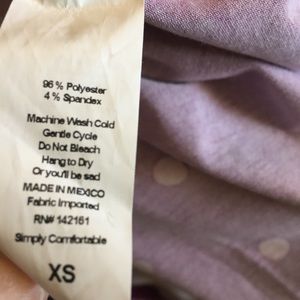 96% Polyester
4% Spandex
Machine Wash Cold
Gentle Cycle
Do Not Bleach
Hang to Dry
Or you'll be sad
MADE IN MEXICO
Fabric Imported
RN# 142161
Simply Comfortable
XS